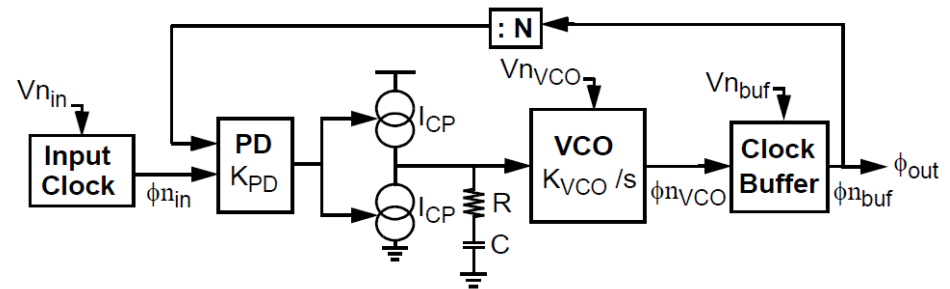 : N
Vn_in
Vn_VCO
Vn_buf
I_CP
PD
K_PD
Input
Clock
ϕn_in
VCO
K_VCO /s
ϕn_VCO
Clock
Buffer
ϕ_out
ϕn_buf
I_CP
R
C